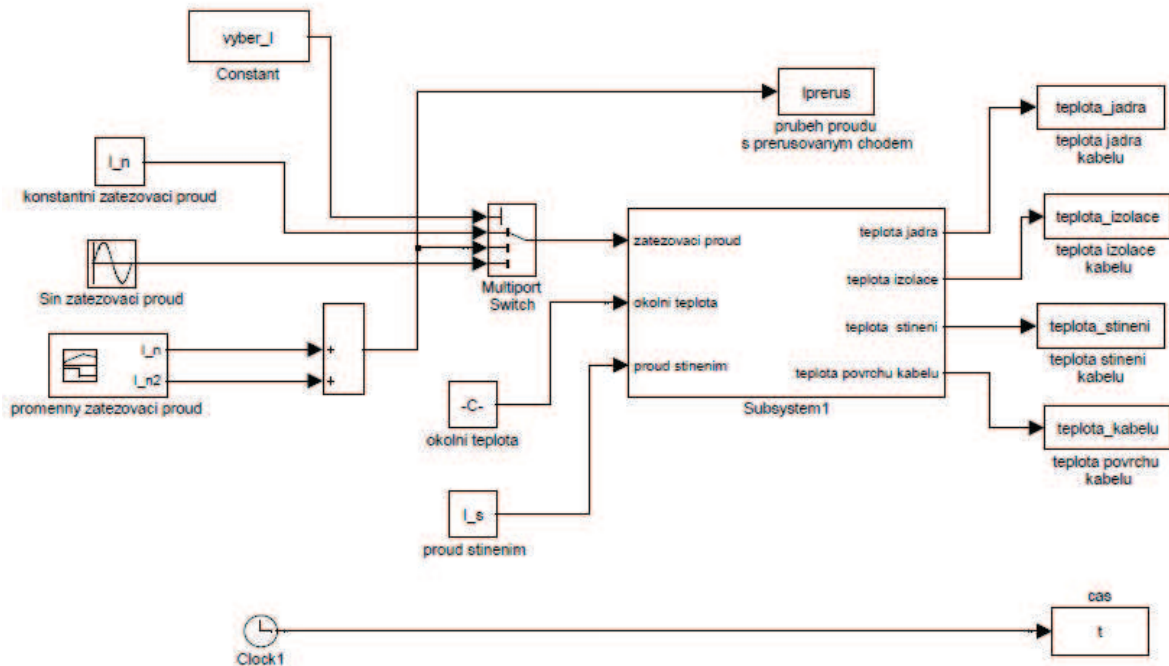 vyber_I
Constant
Iprerus
prubeh proudu
s prerusovanym chodem
teplota_jadra
teplota jadra
kabelu
I_n
konstantni zatezovaci proud
Sin zatezovaci proud
Multiport
Switch
zatezovaci proud
okolni teplota
proud stinenim
teplota jadra
teplota izolace
teplota stineni
teplota povrchu kabelu
Subsystem1
teplota_izolace
teplota izolace
kabelu
teplota_stineni
teplota stineni
kabelu
teplota_kabelu
teplota povrchu
kabelu
I_n
I_n2
promenny zatezovaci proud
+
+
-C-
okolni teplota
I_s
proud stinenim
Clock1
cas
t